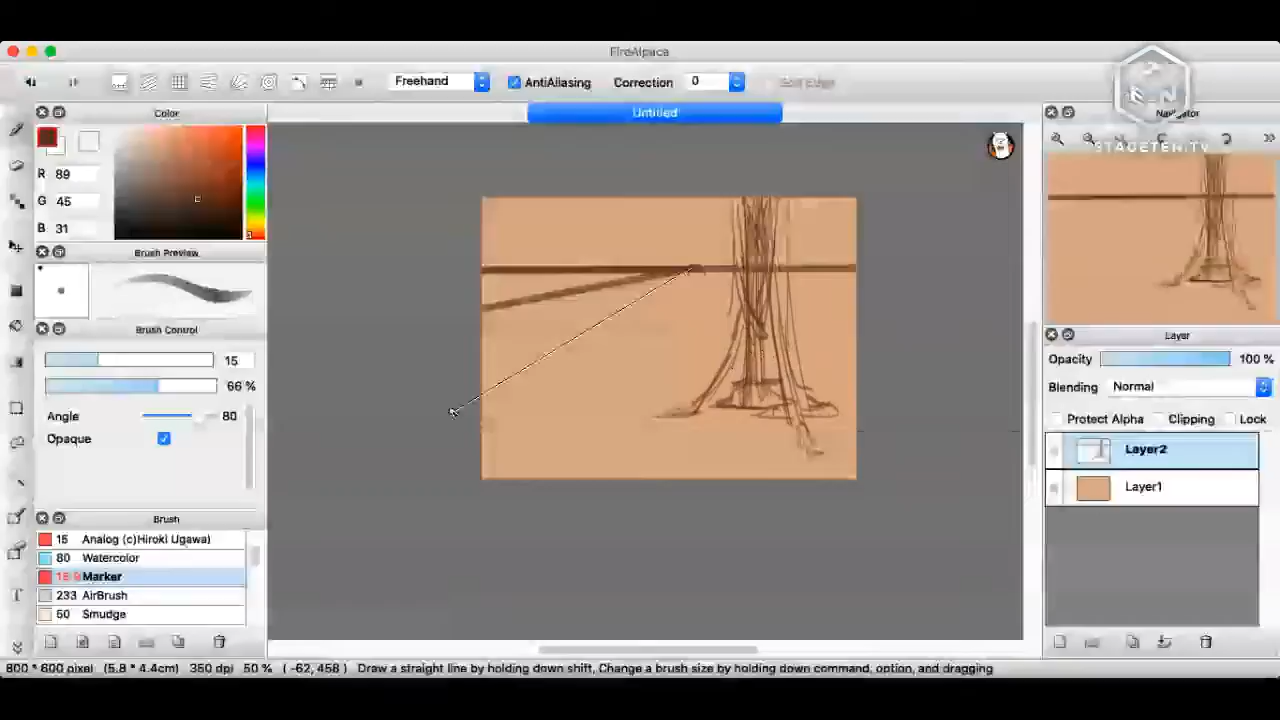 FireAlpaca
Freehand AntiAliasing Correction 0 Soft Edge
Color Untitled Navigator
STAGETEN.TV
R 89
G 45
B 31
Brush Preview
Brush Control
15
66 %
Angle 80
Opaque
Brush
15 Analog (c)Hiroki Ugawa)
80 Watercolor
Marker
233 AirBrush
50 Smudge
Layer
Opacity 100 %
Blending Normal
Protect Alpha Clipping Lock
Layer2
Layer1
T
800 * 600 pixel (5.8 * 4.4cm) 350 dpi 50 % ( -62, 458 ) Draw a straight line by holding down shift, Change a brush size by holding down command, option, and dragging